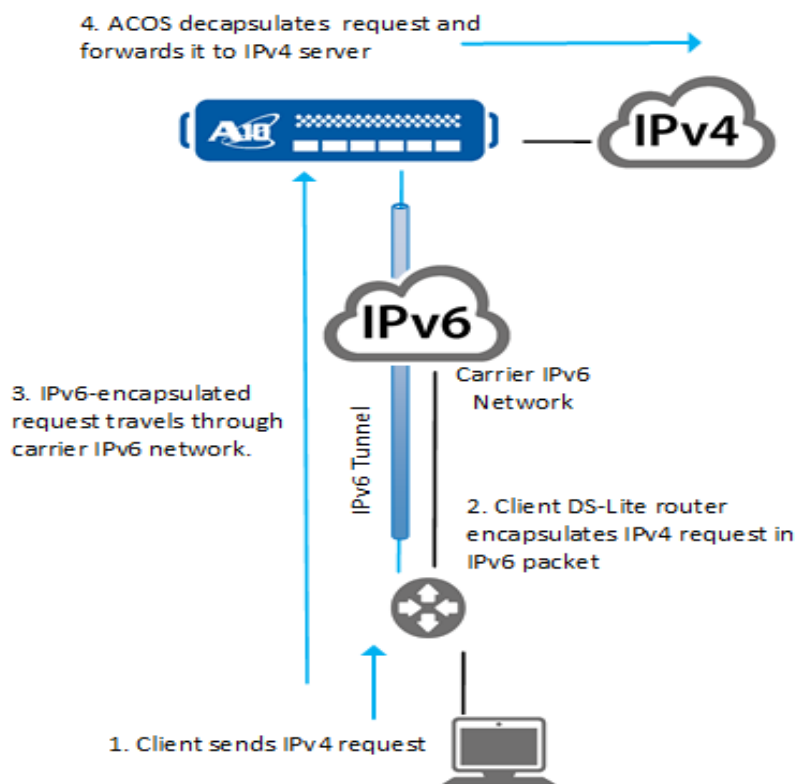 4. ACOS decapsulates request and
forwards it to IPv4 server
A10
IPv4
IPv6
Carrier IPv6
Network
3. IPv6-encapsulated
request travels through
carrier IPv6 network.
IPv6 Tunnel
2. Client DS-Lite router
encapsulates IPv4 request in
IPv6 packet
1. Client sends IPv4 request